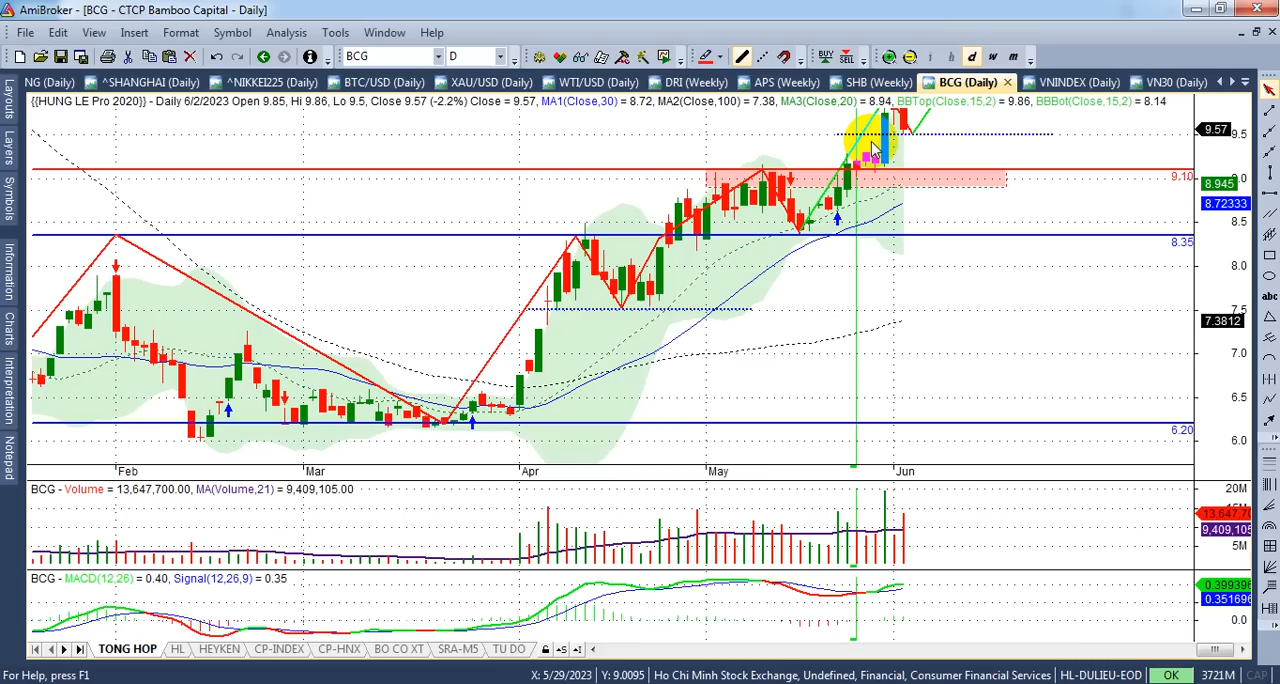 AmiBroker - [BCG - CTCP Bamboo Capital - Daily]
File Edit View Insert Format Symbol Analysis Tools Window Help
BCG D BUY SELL i h d w m
NG (Daily) ^SHANGHAI (Daily) ^NIKKEI225 (Daily) BTC/USD (Daily) XAU/USD (Daily) WTI/USD (Daily) DRI (Weekly) APS (Weekly) SHB (Weekly) BCG (Daily) VNINDEX (Daily) VN30 (Daily)
{{HUNG LE Pro 2020}} - Daily 6/2/2023 Open 9.85, Hi 9.86, Lo 9.5, Close 9.57 (-2.2%) Close = 9.57, MA1(Close,30) = 8.72, MA2(Close,100) = 7.38, MA3(Close,20) = 8.94, BBTop(Close,15,2) = 9.86, BBBot(Close,15,2) = 8.14
Layouts
Layers
Symbols
Information
Charts
Interpretation
Notepad
abc
9.57 9.5
9.10 9.0
8.945
8.72333
8.5
8.35
8.0
7.5
7.3812
7.0
6.5
6.20 6.0
Feb Mar Apr May Jun
BCG - Volume = 13,647,700.00, MA(Volume,21) = 9,409,105.00
20M
13,647,70
9,409,105
5M
BCG - MACD(12,26) = 0.40, Signal(12,26,9) = 0.35
0.399396
0.351696
0.0
TONG HOP HL HEYKEN CP-INDEX CP-HNX BO CO XT SRA-M5 TU DO
For Help, press F1 X: 5/29/2023 Y: 9.0095 Ho Chi Minh Stock Exchange, Undefined, Financial, Consumer Financial Services HL-DULIEU-EOD OK 3721M CAP